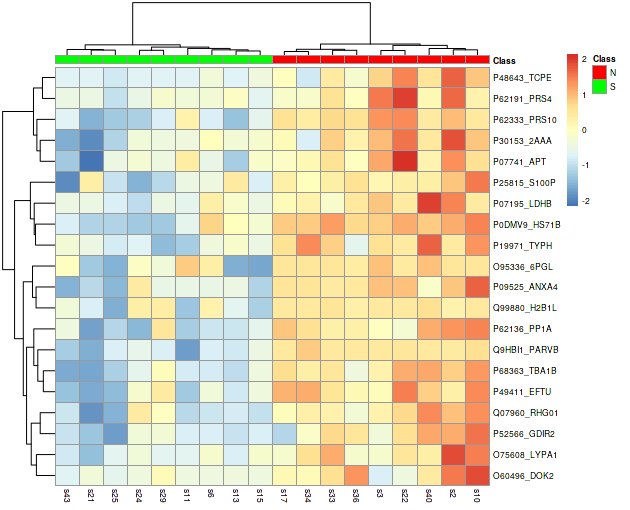 Class
P48643_TCPE
P62191_PRS4
P62333_PRS10
P30153_2AAA
P07741_APT
P25815_S100P
P07195_LDHB
P0DMV9_HS71B
P19971_TYPH
O95336_6PGL
P09525_ANXA4
Q99880_H2B1L
P62136_PP1A
Q9HBI1_PARVB
P68363_TBA1B
P49411_EFTU
Q07960_RHG01
P52566_GDIR2
O75608_LYPA1
O60496_DOK2
s43 s21 s25 s24 s29 s11 s6 s13 s15 s17 s34 s33 s36 s3 s22 s40 s2 s10
2
1
0
-1
-2
Class
N
S